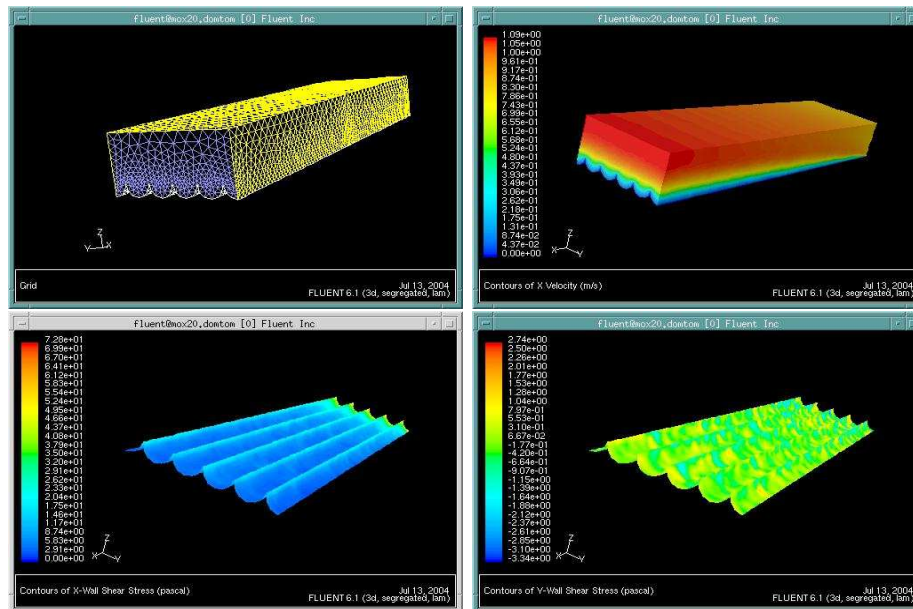 fluent@mox20.domtom [0] Fluent Inc
Z
Y X
Grid
Jul 13, 2004
FLUENT 6.1 (3d, segregated, lam)
fluent@mox20.domtom [0] Fluent Inc
1.09e+00
1.05e+00
1.00e+00
9.61e-01
9.17e-01
8.74e-01
8.30e-01
7.86e-01
7.43e-01
6.99e-01
6.55e-01
6.12e-01
5.68e-01
5.24e-01
4.80e-01
4.37e-01
3.93e-01
3.49e-01
3.06e-01
2.62e-01
2.18e-01
1.75e-01
1.31e-01
8.74e-02
4.37e-02
0.00e+00
Z
X Y
Contours of X Velocity (m/s)
Jul 13, 2004
FLUENT 6.1 (3d, segregated, lam)
fluent@mox20.domtom [0] Fluent Inc
7.28e+01
6.99e+01
6.70e+01
6.41e+01
6.12e+01
5.83e+01
5.54e+01
5.24e+01
4.95e+01
4.66e+01
4.37e+01
4.08e+01
3.79e+01
3.50e+01
3.20e+01
2.91e+01
2.62e+01
2.33e+01
2.04e+01
1.75e+01
1.46e+01
1.17e+01
8.74e+00
5.83e+00
2.91e+00
0.00e+00
Z
X Y
Contours of X-Wall Shear Stress (pascal)
Jul 13, 2004
FLUENT 6.1 (3d, segregated, lam)
fluent@mox20.domtom [0] Fluent Inc
2.74e+00
2.50e+00
2.26e+00
2.01e+00
1.77e+00
1.53e+00
1.28e+00
1.04e+00
7.97e-01
5.53e-01
3.10e-01
6.67e-02
-1.77e-01
-4.20e-01
-6.64e-01
-9.07e-01
-1.15e+00
-1.39e+00
-1.64e+00
-1.88e+00
-2.12e+00
-2.37e+00
-2.61e+00
-2.85e+00
-3.10e+00
-3.34e+00
Z
X Y
Contours of Y-Wall Shear Stress (pascal)
Jul 13, 2004
FLUENT 6.1 (3d, segregated, lam)